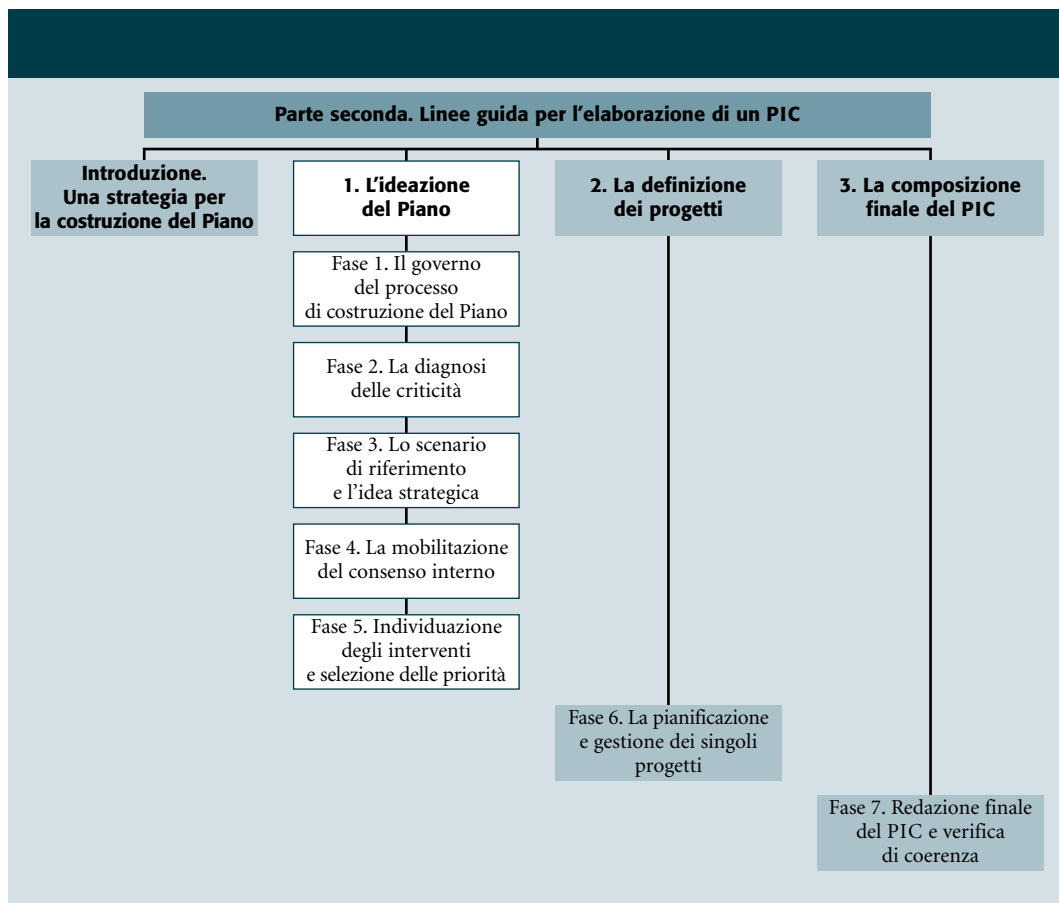 Parte seconda. Linee guida per l'elaborazione di un PIC
Introduzione.
Una strategia per
la costruzione del Piano
1. L'ideazione
del Piano
2. La definizione
dei progetti
3. La composizione
finale del PIC
Fase 1. Il governo
del processo
di costruzione del Piano
Fase 2. La diagnosi
delle criticità
Fase 3. Lo scenario
di riferimento
e l'idea strategica
Fase 4. La mobilitazione
del consenso interno
Fase 5. Individuazione
degli interventi
e selezione delle priorità
Fase 6. La pianificazione
e gestione dei singoli
progetti
Fase 7. Redazione finale
del PIC e verifica
di coerenza